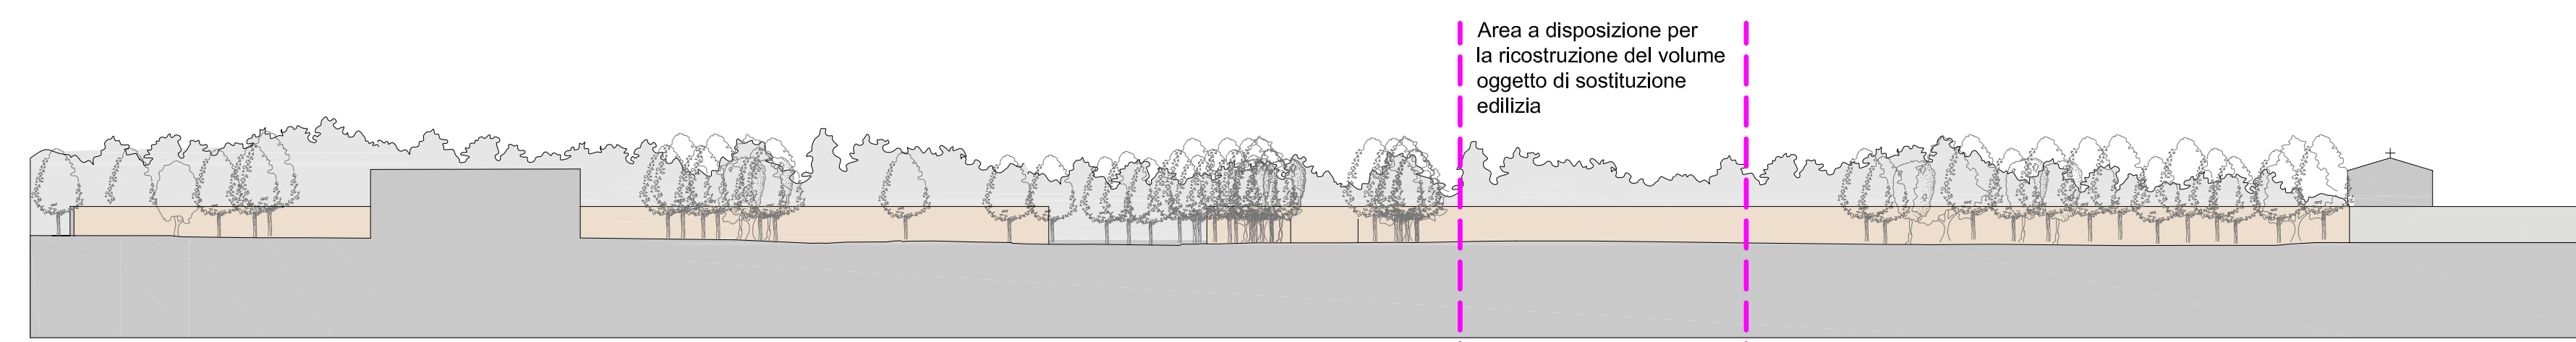 Area a disposizione per
la ricostruzione del volume
oggetto di sostituzione
edilizia